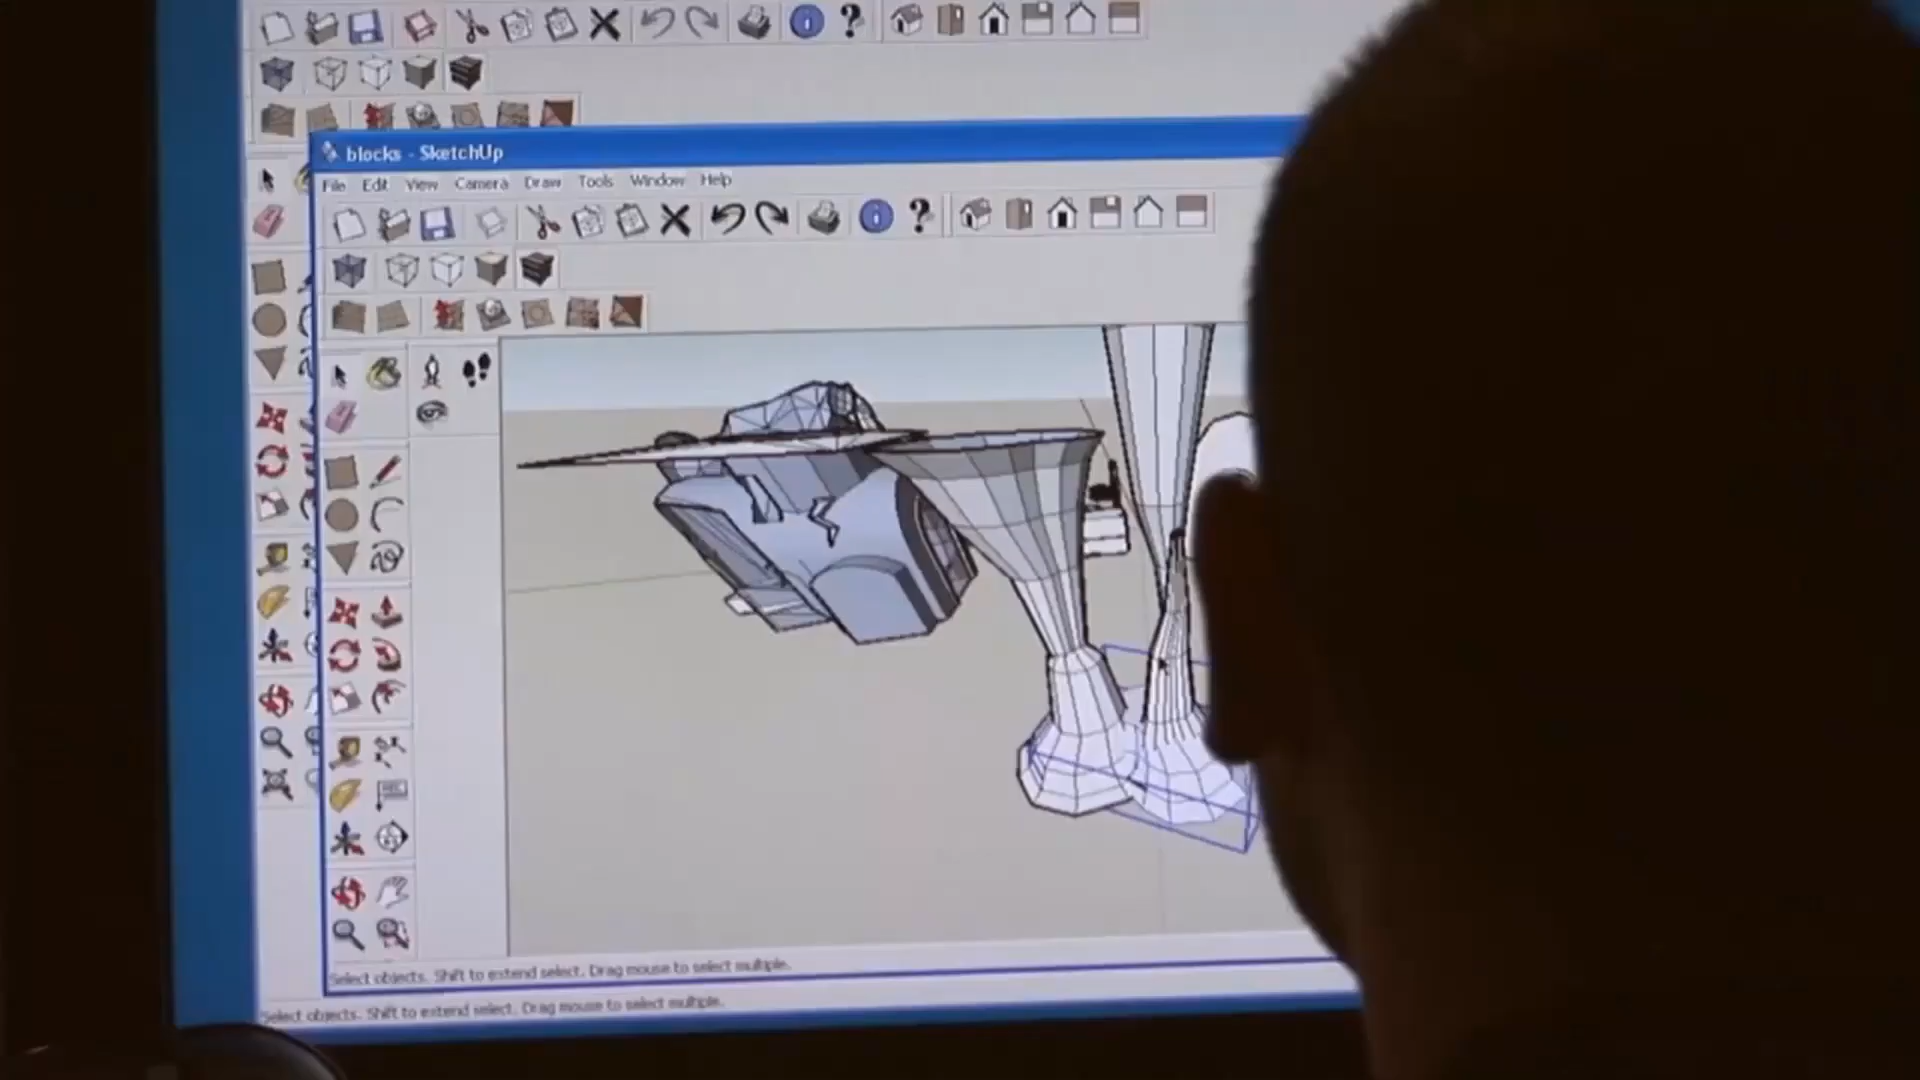 blocks - SketchUp
File Edit View Camera Draw Tools Window Help
Select objects. Shift to extend select. Drag mouse to select multiple.
Select objects. Shift to extend select. Drag mouse to select multiple.